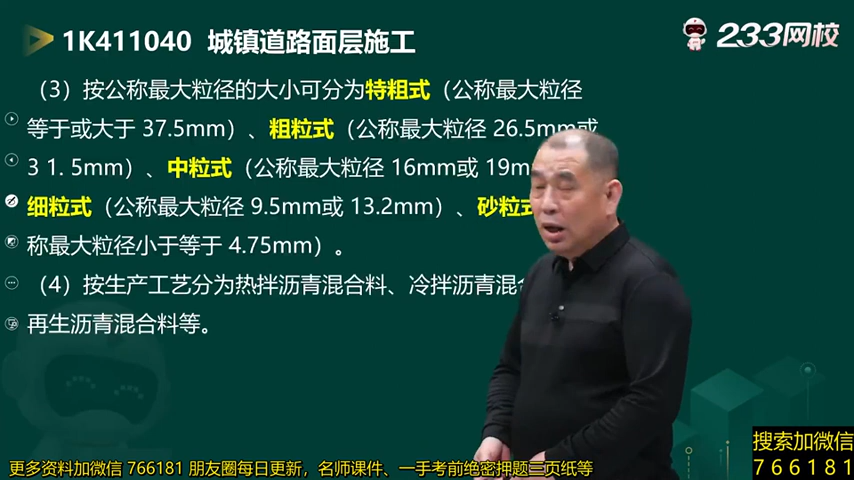 1K411040 城镇道路面层施工
233网校
（3）按公称最大粒径的大小可分为特粗式（公称最大粒径
等于或大于 37.5mm）、粗粒式（公称最大粒径 26.5mm或
3 1. 5mm）、中粒式（公称最大粒径 16mm或 19m
细粒式（公称最大粒径 9.5mm或 13.2mm）、砂粒式
称最大粒径小于等于 4.75mm）。
（4）按生产工艺分为热拌沥青混合料、冷拌沥青混
再生沥青混合料等。
搜索加微信
766181
更多资料加微信 766181 朋友圈每日更新，名师课件、一手考前绝密押题三页纸等